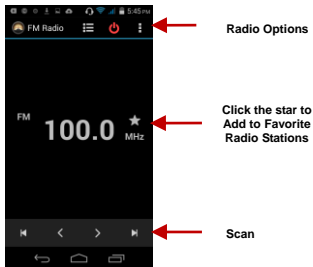 5:45 PM
FM Radio
Radio Options
FM
100.0
MHz
Click the star to
Add to Favorite
Radio Stations
Scan